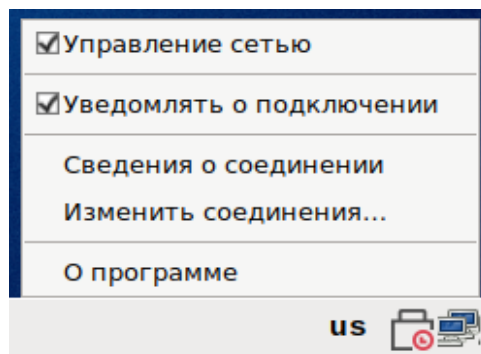 Управление сетью
Уведомлять о подключении
Сведения о соединении
Изменить соединения...
О программе
us